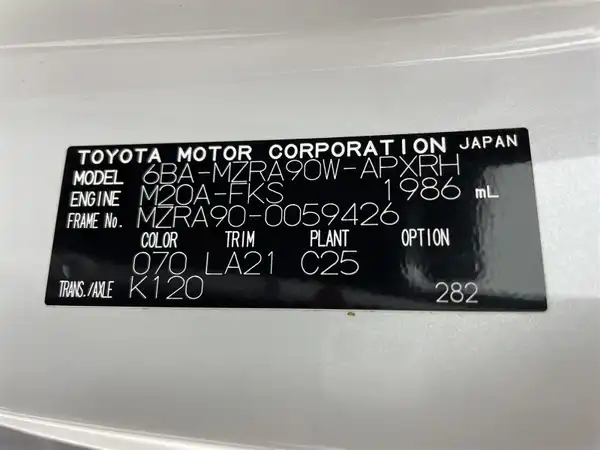 TOYOTA MOTOR CORPORATION JAPAN
MODEL 6BA-MZRA90W-APXRH
ENGINE M20A-FKS 1986 mL
FRAME No. MZRA90-0059426
COLOR TRIM PLANT OPTION
070 LA21 C25
TRANS./AXLE K120 282